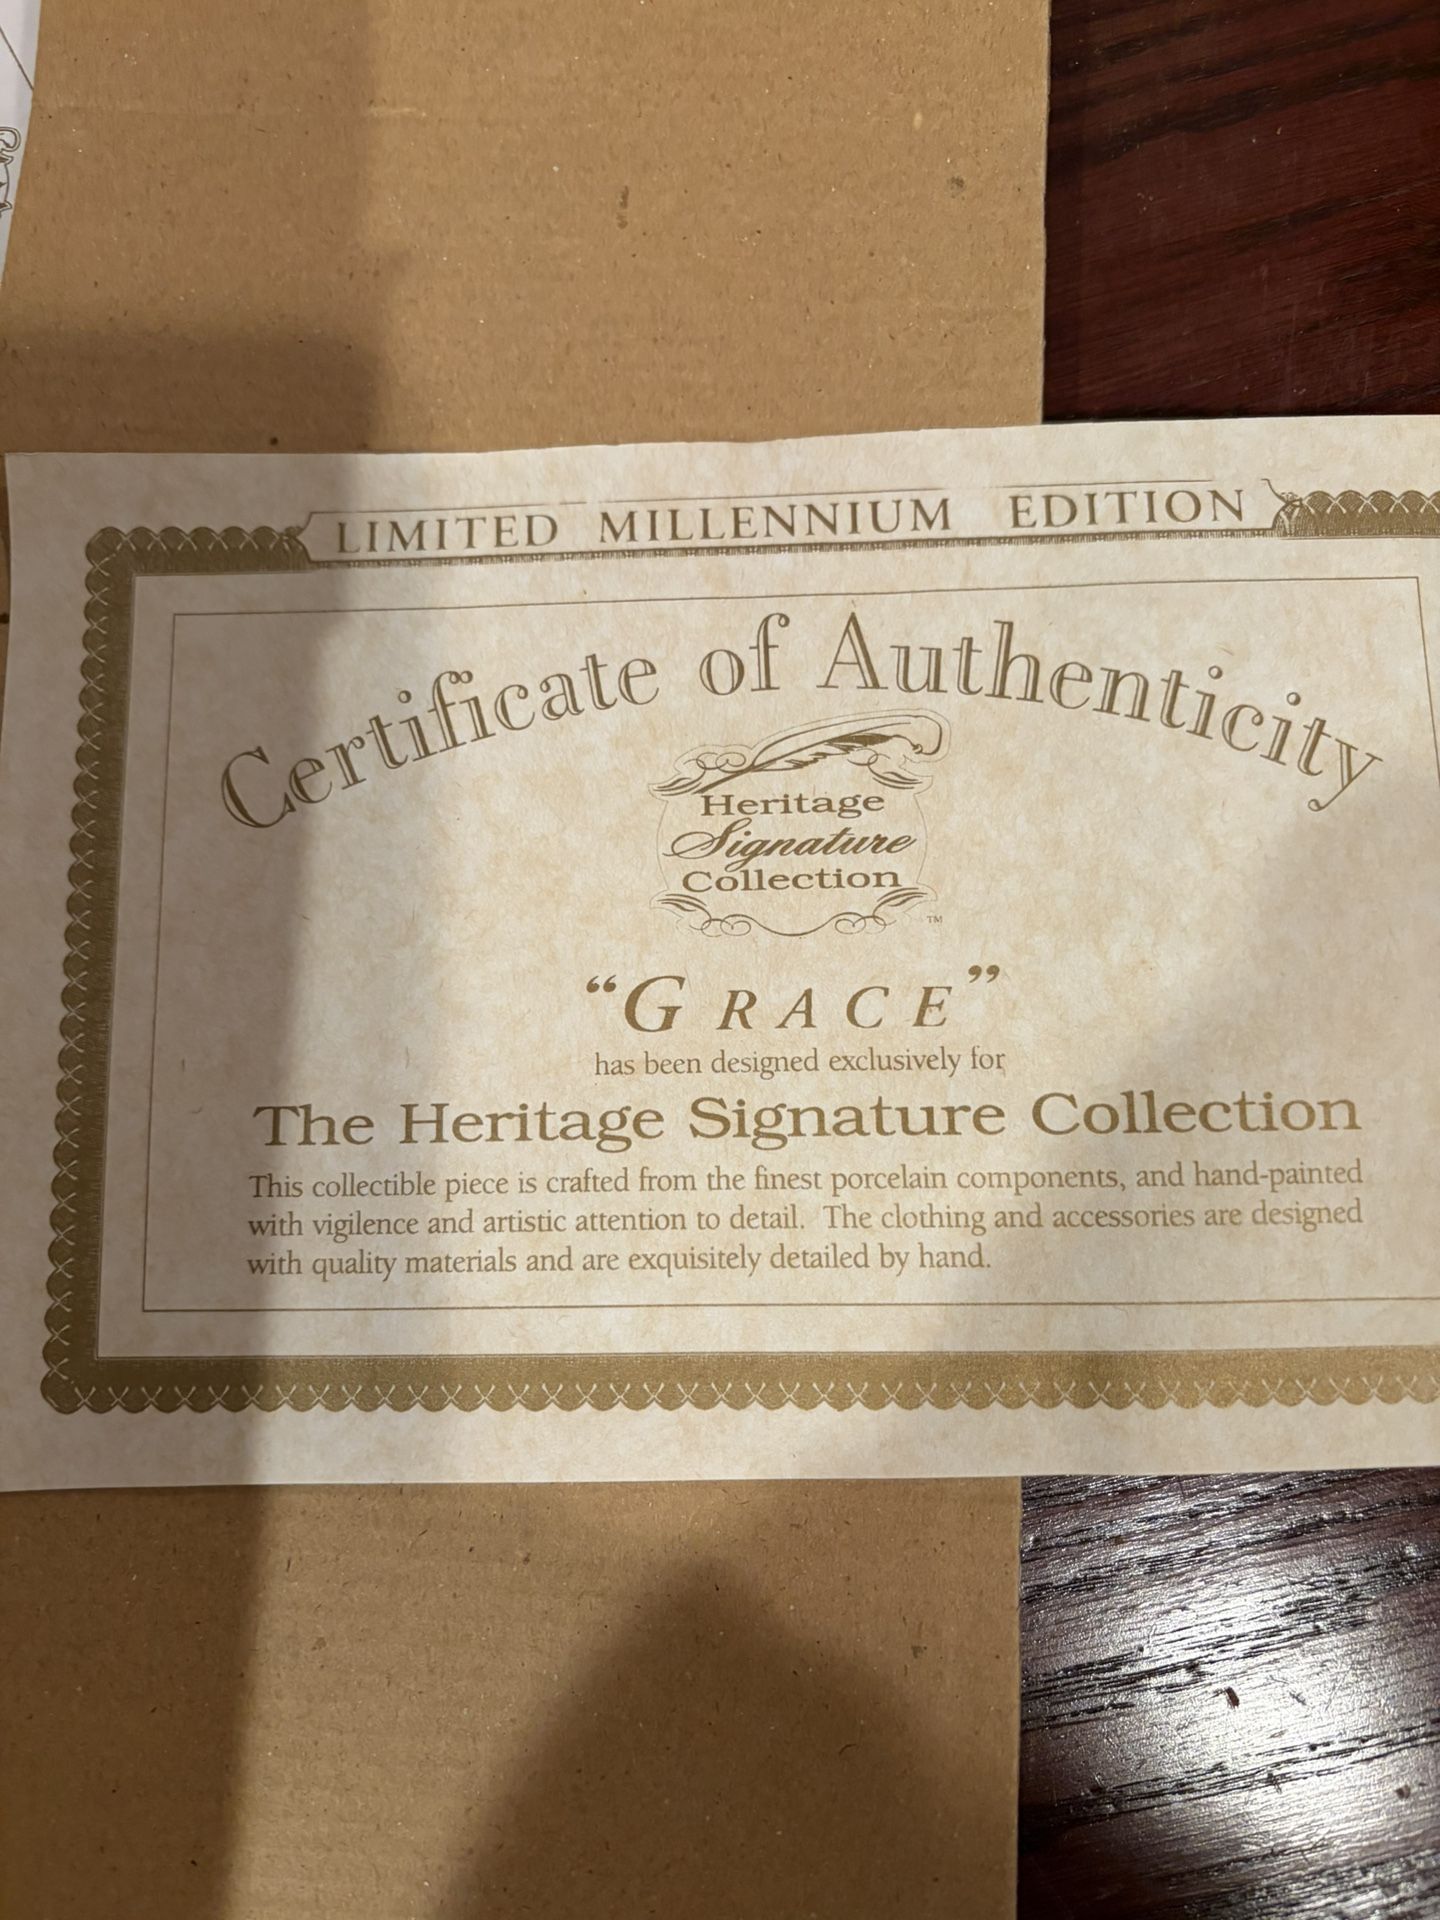 LIMITED MILLENNIUM EDITION
Certificate of Authenticity
Heritage
Signature
Collection
TM
“GRACE”
has been designed exclusively for
The Heritage Signature Collection
This collectible piece is crafted from the finest porcelain components, and hand-painted
with vigilence and artistic attention to detail. The clothing and accessories are designed
with quality materials and are exquisitely detailed by hand.